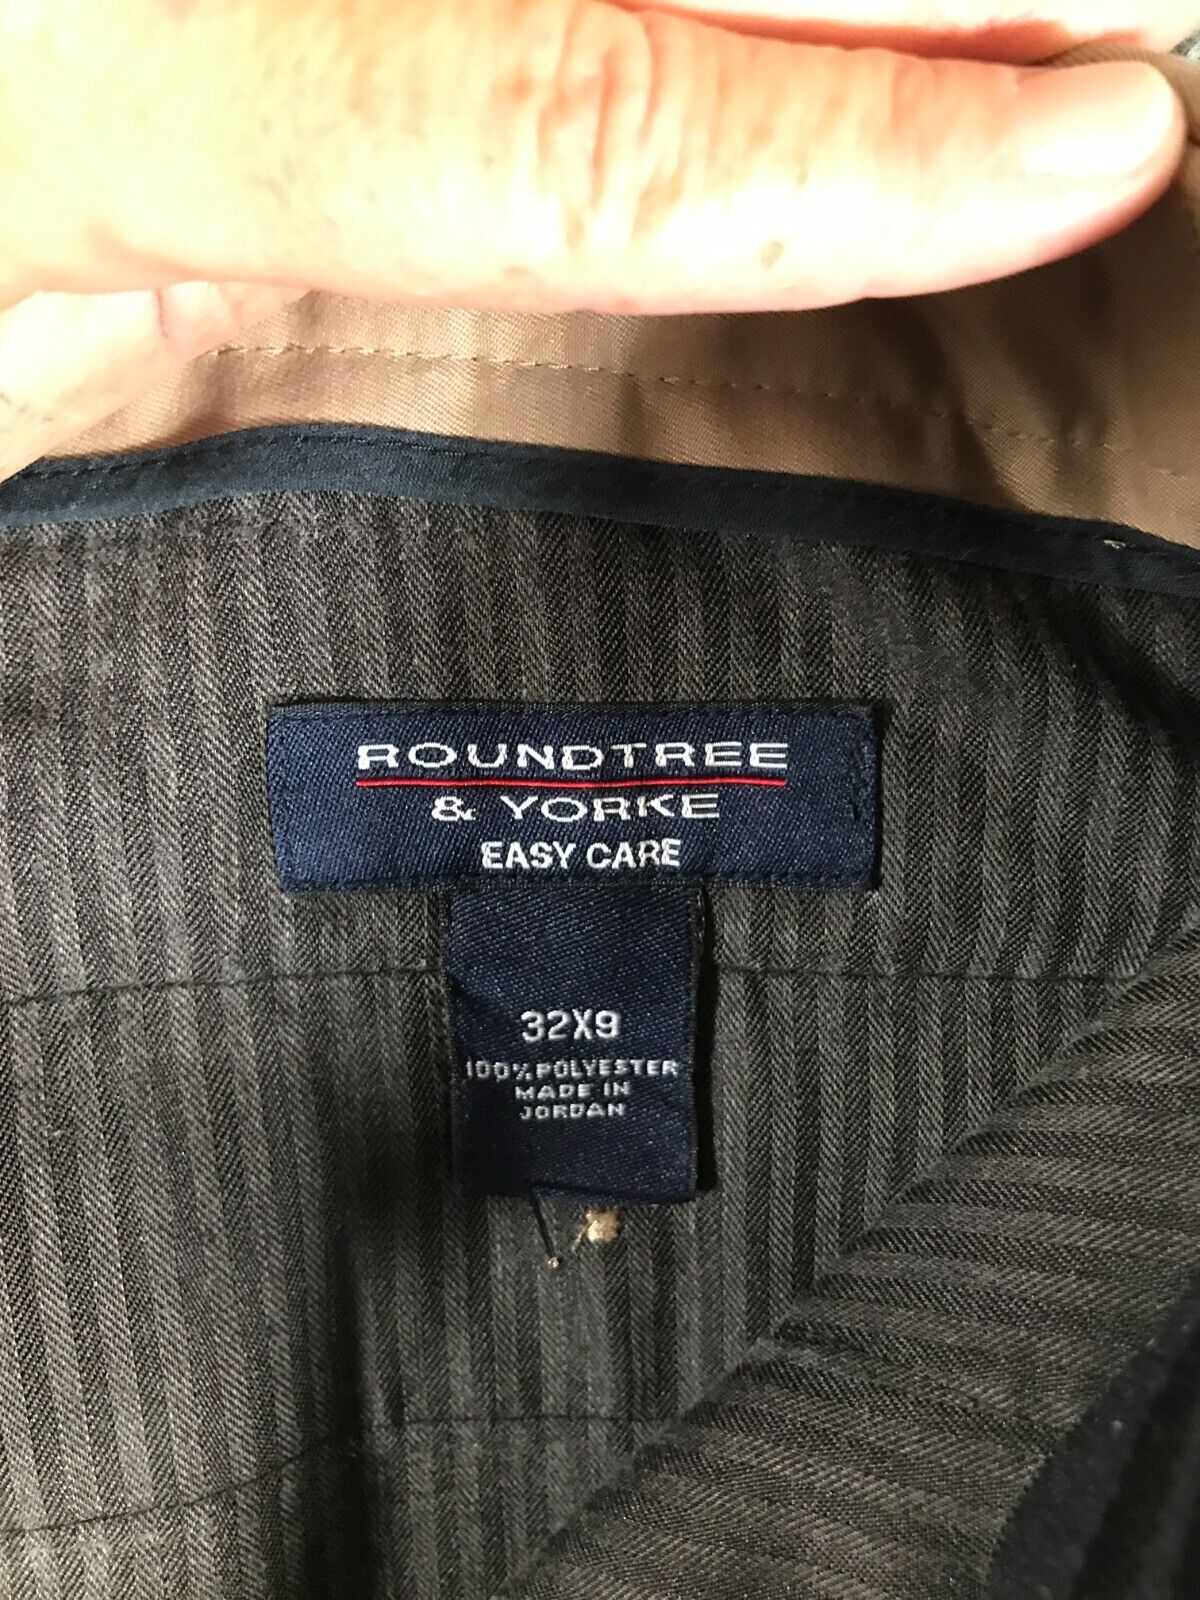 ROUNDTREE
& YORKE
EASY CARE
32X9
100% POLYESTER
MADE IN
JORDAN